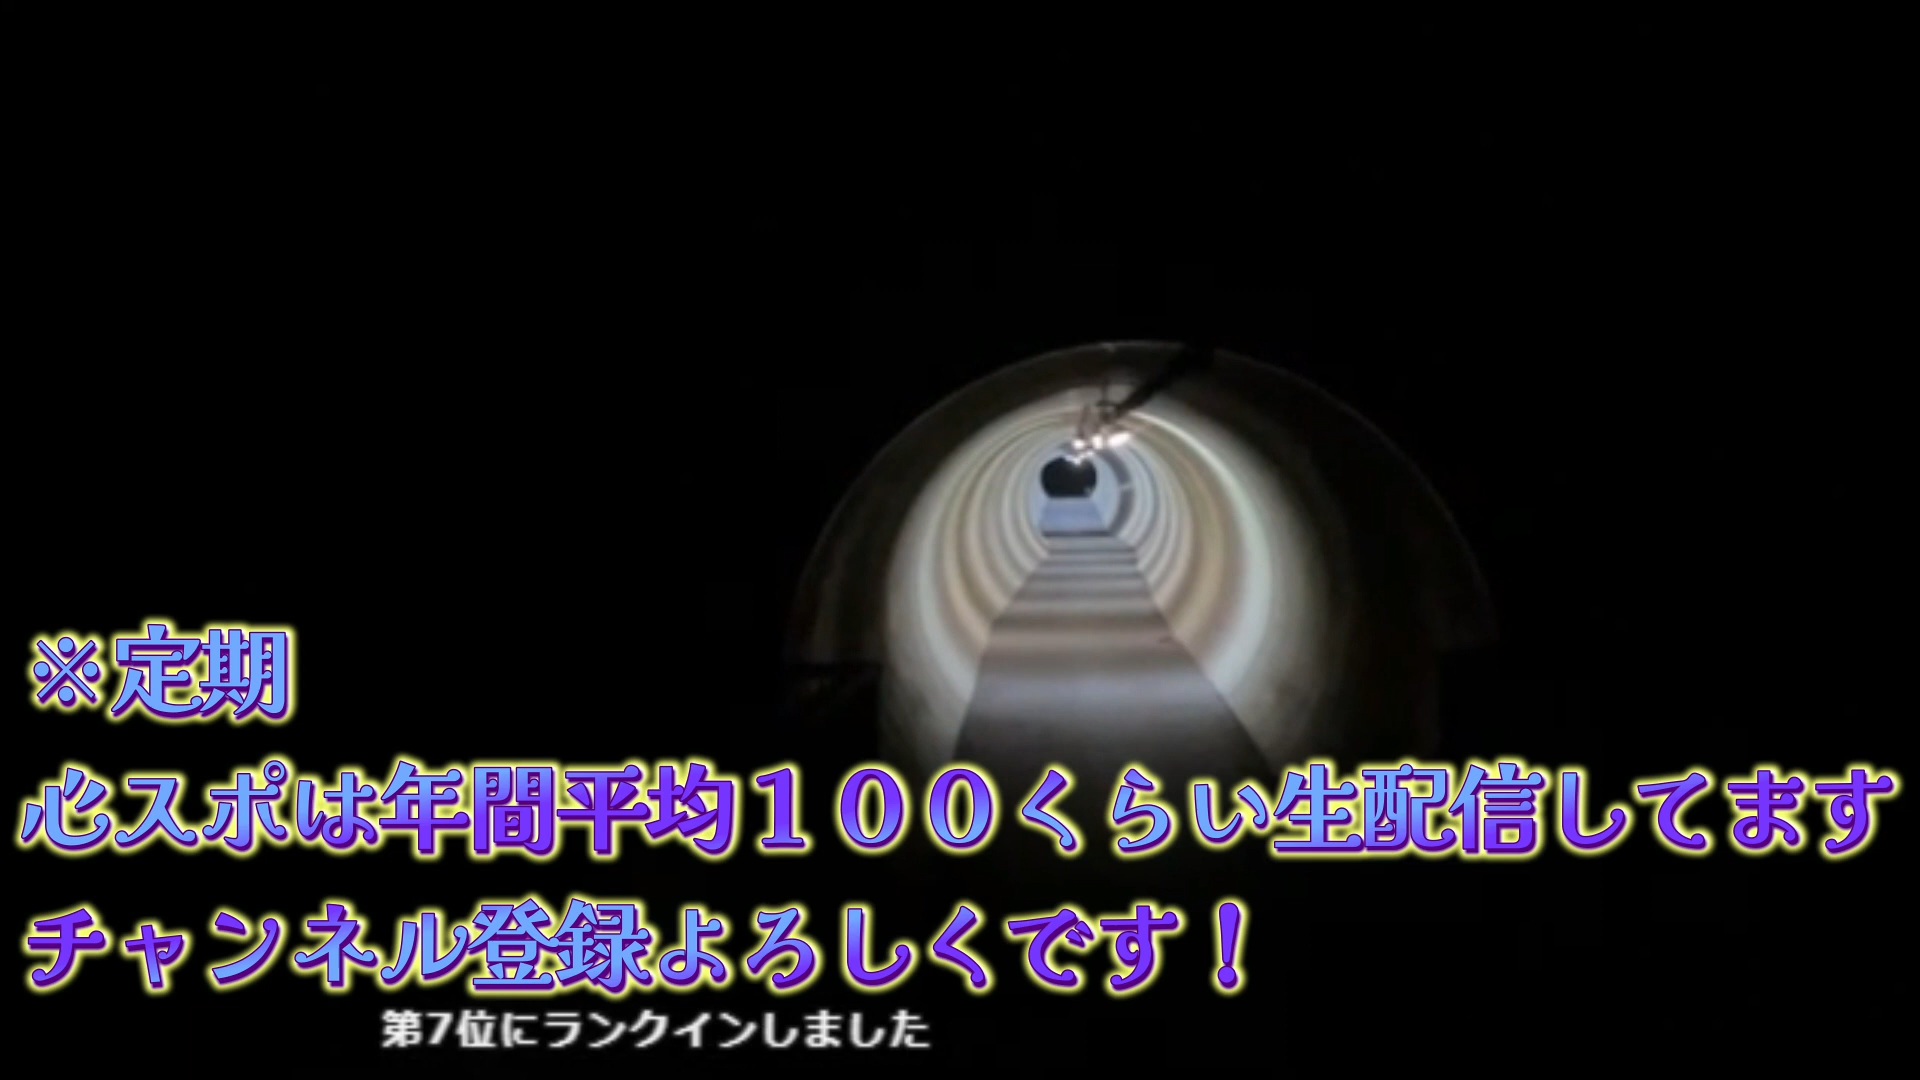 ※定期
心スポは年間平均１００くらい生配信してます
チャンネル登録よろしくです！
第7位にランクインしました